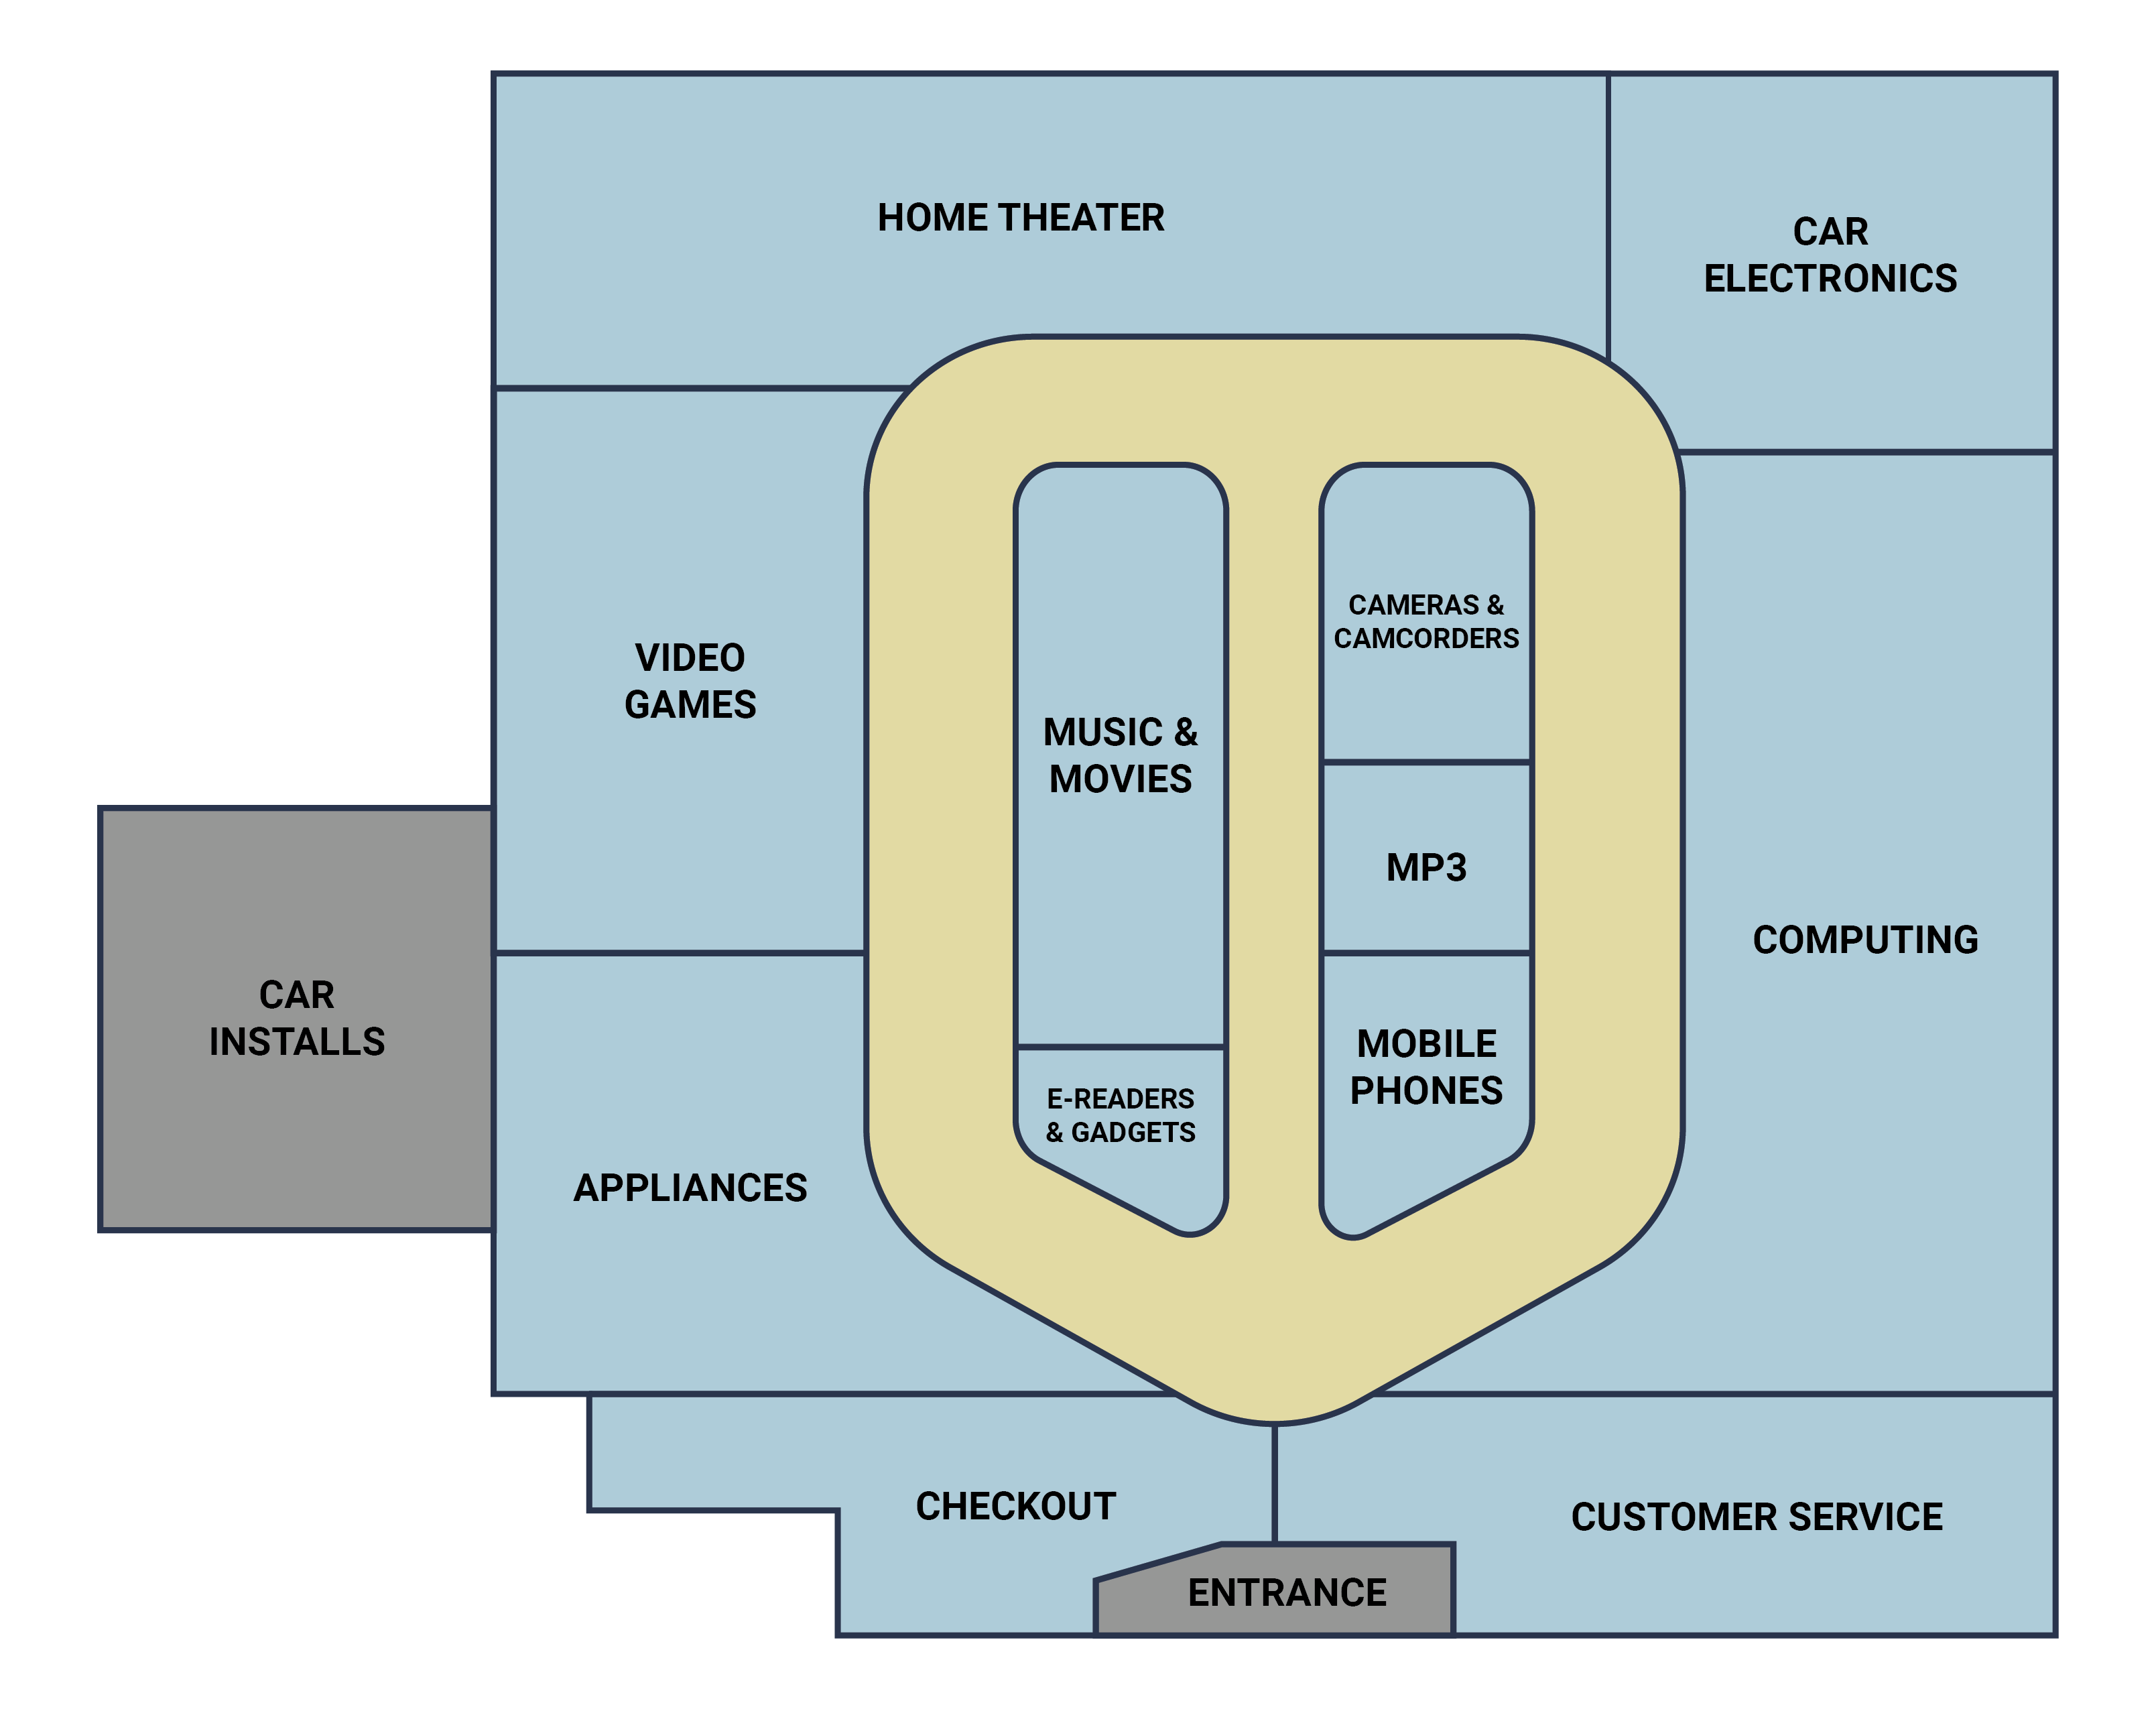 HOME THEATER
CAR
ELECTRONICS
VIDEO
GAMES
MUSIC &
MOVIES
CAMERAS &
CAMCORDERS
MP3
COMPUTING
CAR
INSTALLS
MOBILE
PHONES
E-READERS
& GADGETS
APPLIANCES
CHECKOUT
CUSTOMER SERVICE
ENTRANCE